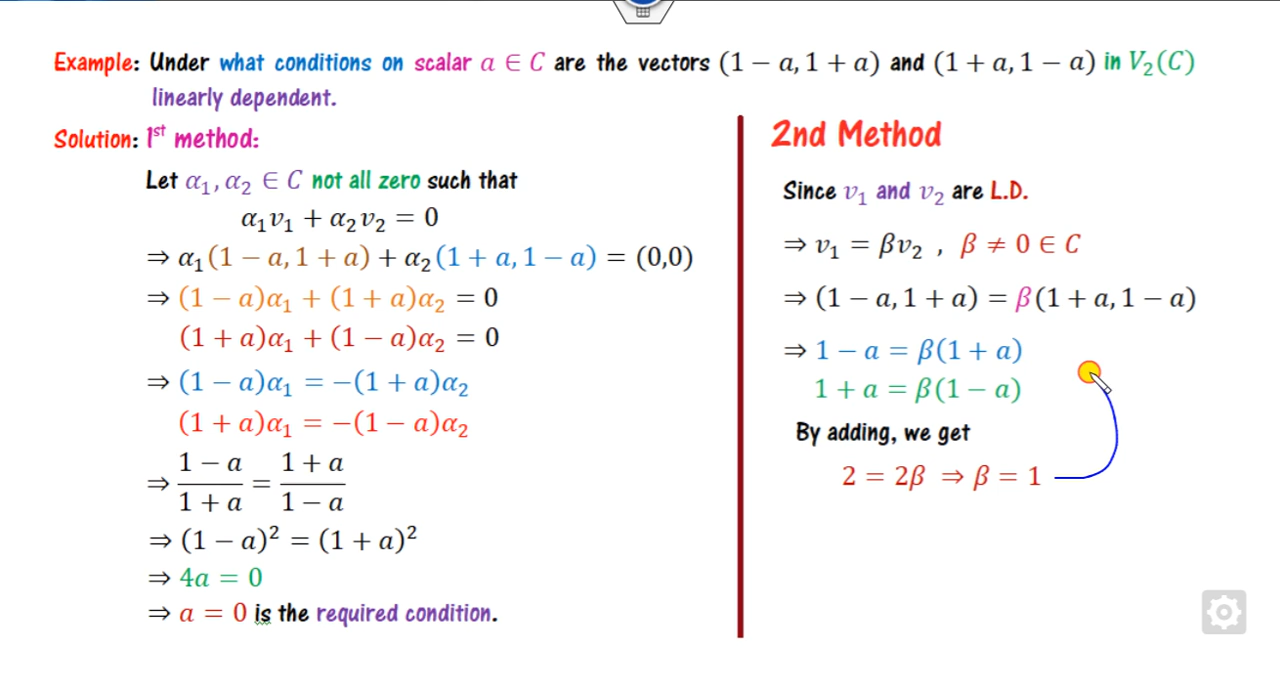 Example: Under what conditions on scalar a ∈ C are the vectors (1 − a, 1 + a) and (1 + a, 1 − a) in V₂(C)
linearly dependent.
Solution: 1st method:
Let α₁, α₂ ∈ C not all zero such that
α₁v₁ + α₂v₂ = 0
⇒ α₁(1 − a, 1 + a) + α₂(1 + a, 1 − a) = (0,0)
⇒ (1 − a)α₁ + (1 + a)α₂ = 0
(1 + a)α₁ + (1 − a)α₂ = 0
⇒ (1 − a)α₁ = −(1 + a)α₂
(1 + a)α₁ = −(1 − a)α₂
⇒ (1 − a)/(1 + a) = (1 + a)/(1 − a)
⇒ (1 − a)² = (1 + a)²
⇒ 4a = 0
⇒ a = 0 is the required condition.
2nd Method
Since v₁ and v₂ are L.D.
⇒ v₁ = βv₂ , β ≠ 0 ∈ C
⇒ (1 − a, 1 + a) = β(1 + a, 1 − a)
⇒ 1 − a = β(1 + a)
1 + a = β(1 − a)
By adding, we get
2 = 2β ⇒ β = 1